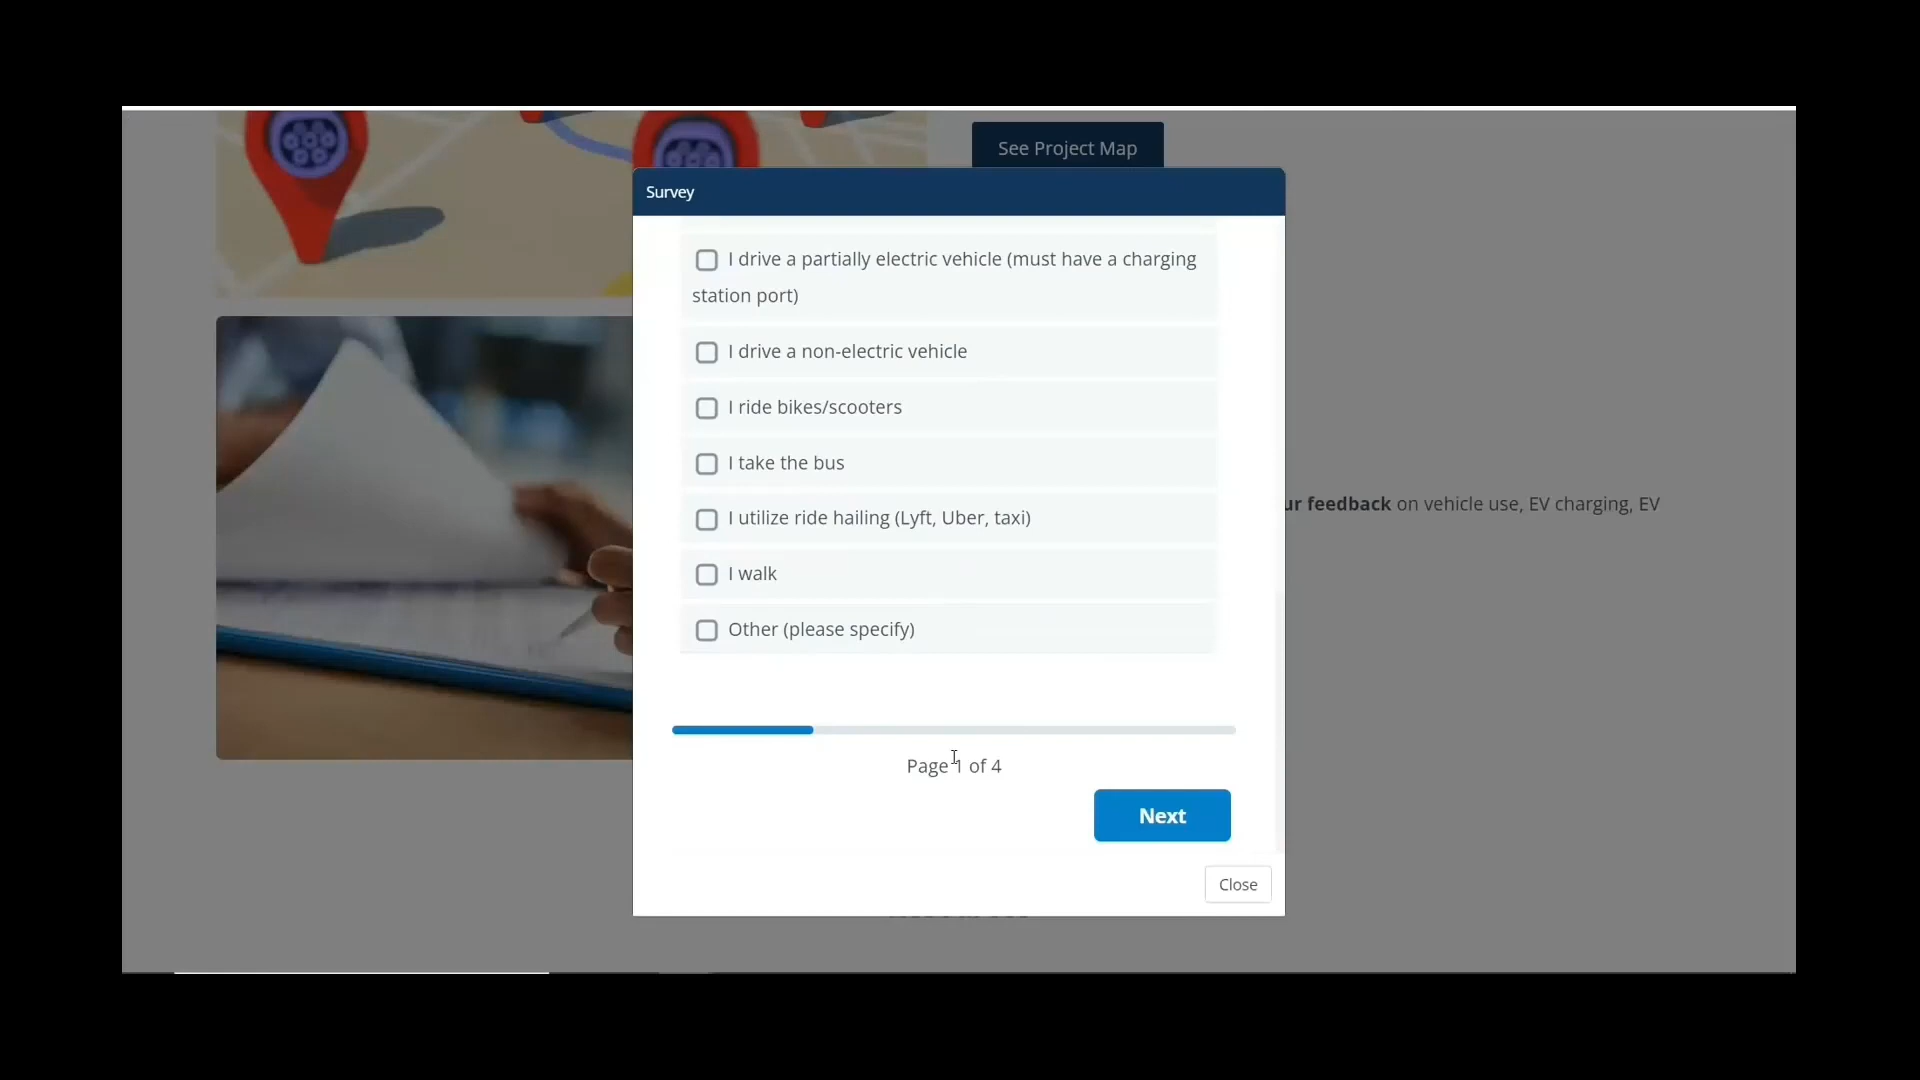 See Project Map
Survey
I drive a partially electric vehicle (must have a charging
station port)
I drive a non-electric vehicle
I ride bikes/scooters
I take the bus
ur feedback on vehicle use, EV charging, EV
I utilize ride hailing (Lyft, Uber, taxi)
I walk
Other (please specify)
Page 1 of 4
Next
Close